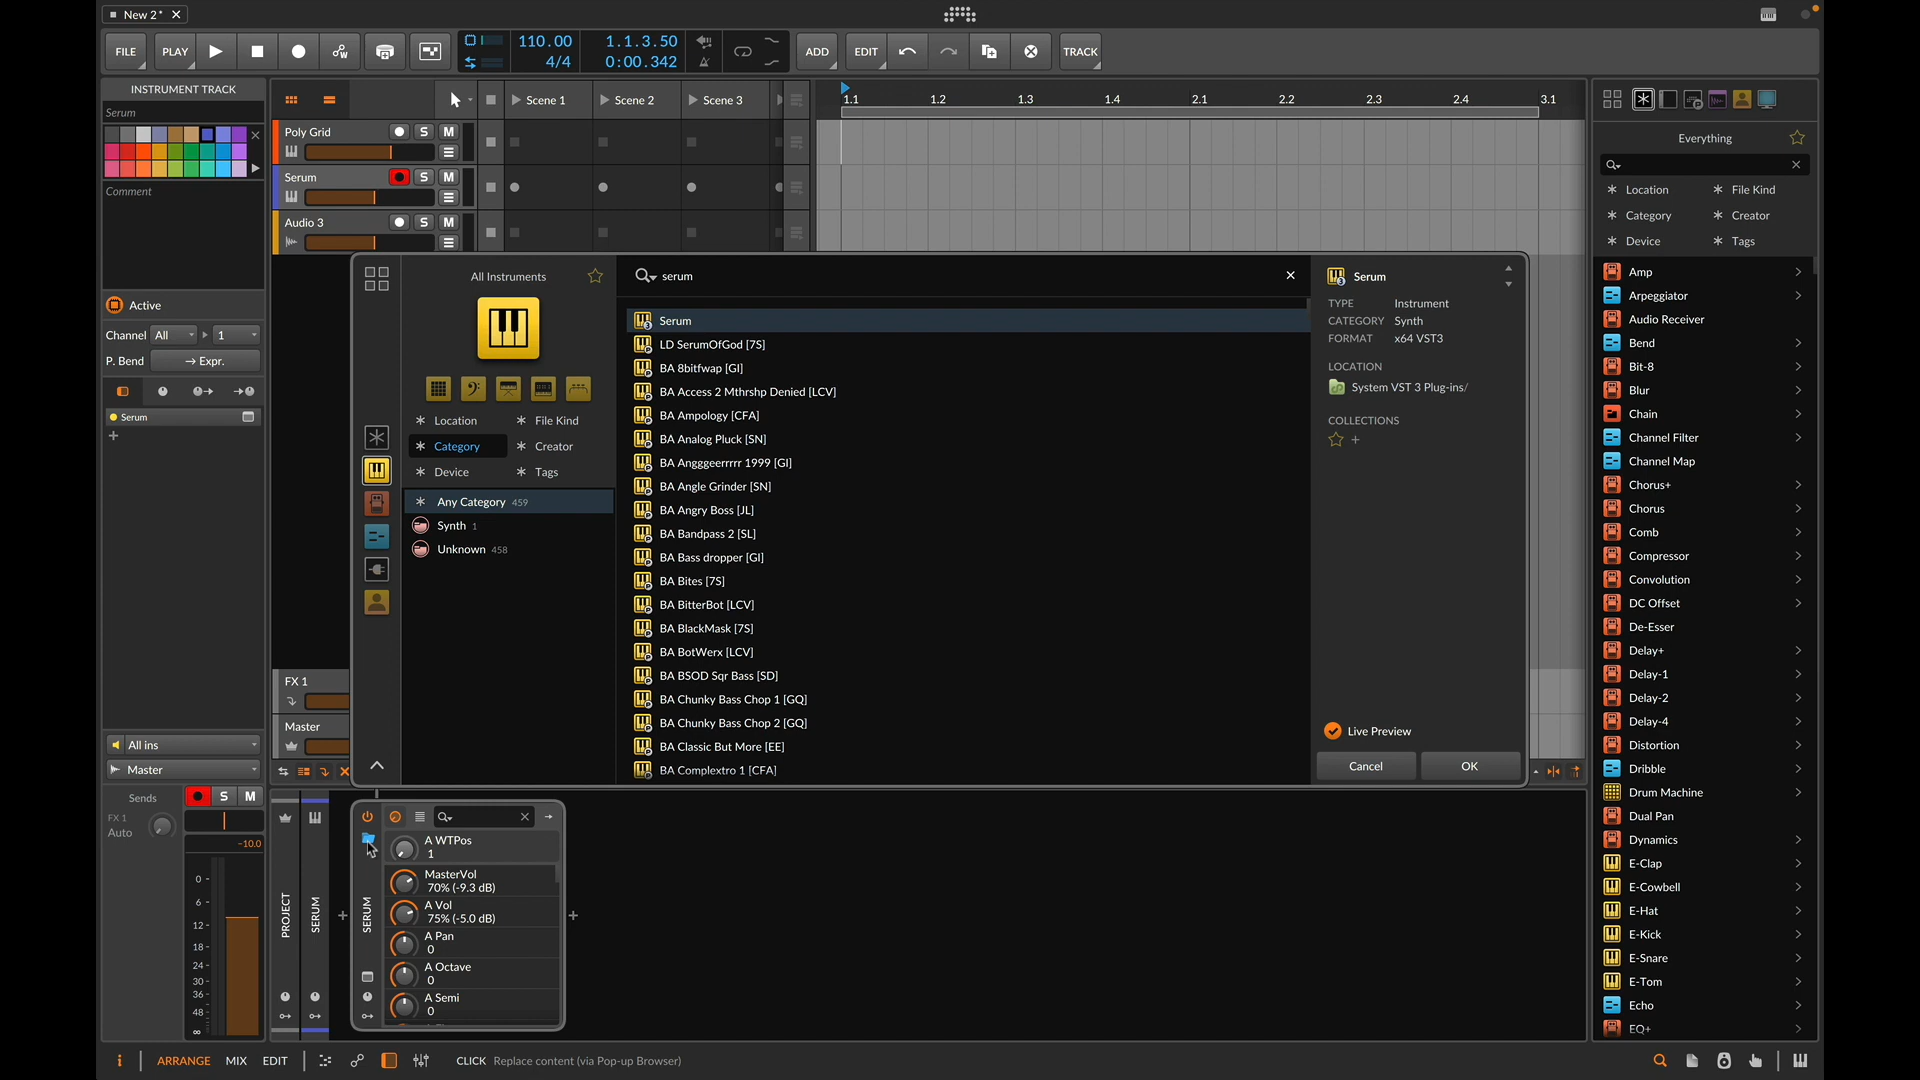 New 2*
FILE
PLAY
110.00
4/4
1.1.3.50
0:00.342
ADD
EDIT
TRACK
INSTRUMENT TRACK
Serum
Comment
Active
Channel All 1
P. Bend → Expr.
Serum
All ins
Master
Sends
S M
FX 1
Auto
-10.0
0
6
12
18
24
30
36
48
∞
Scene 1
Scene 2
Scene 3
1.1
1.2
1.3
1.4
2.1
2.2
2.3
2.4
3.1
Poly Grid S M
Serum S M
Audio 3 S M
FX 1
Master
All Instruments
Location
File Kind
Category
Creator
Device
Tags
Any Category 459
Synth 1
Unknown 458
serum
Serum
LD SerumOfGod [7S]
BA 8bitfwap [GI]
BA Access 2 Mthrshp Denied [LCV]
BA Ampology [CFA]
BA Analog Pluck [SN]
BA Angggeerrrrr 1999 [GI]
BA Angle Grinder [SN]
BA Angry Boss [JL]
BA Bandpass 2 [SL]
BA Bass dropper [GI]
BA Bites [7S]
BA BitterBot [LCV]
BA BlackMask [7S]
BA BotWerx [LCV]
BA BSOD Sqr Bass [SD]
BA Chunky Bass Chop 1 [GQ]
BA Chunky Bass Chop 2 [GQ]
BA Classic But More [EE]
BA Complextro 1 [CFA]
Serum
TYPE Instrument
CATEGORY Synth
FORMAT x64 VST3
LOCATION
System VST 3 Plug-ins/
COLLECTIONS
Live Preview
Cancel
OK
PROJECT
SERUM
SERUM
A WTPos
1
MasterVol
70% (-9.3 dB)
A Vol
75% (-5.0 dB)
A Pan
0
A Octave
0
A Semi
0
Everything
Location
File Kind
Category
Creator
Device
Tags
Amp
Arpeggiator
Audio Receiver
Bend
Bit-8
Blur
Chain
Channel Filter
Channel Map
Chorus+
Chorus
Comb
Compressor
Convolution
DC Offset
De-Esser
Delay+
Delay-1
Delay-2
Delay-4
Distortion
Dribble
Drum Machine
Dual Pan
Dynamics
E-Clap
E-Cowbell
E-Hat
E-Kick
E-Snare
E-Tom
Echo
EQ+
i
ARRANGE
MIX
EDIT
CLICK Replace content (via Pop-up Browser)